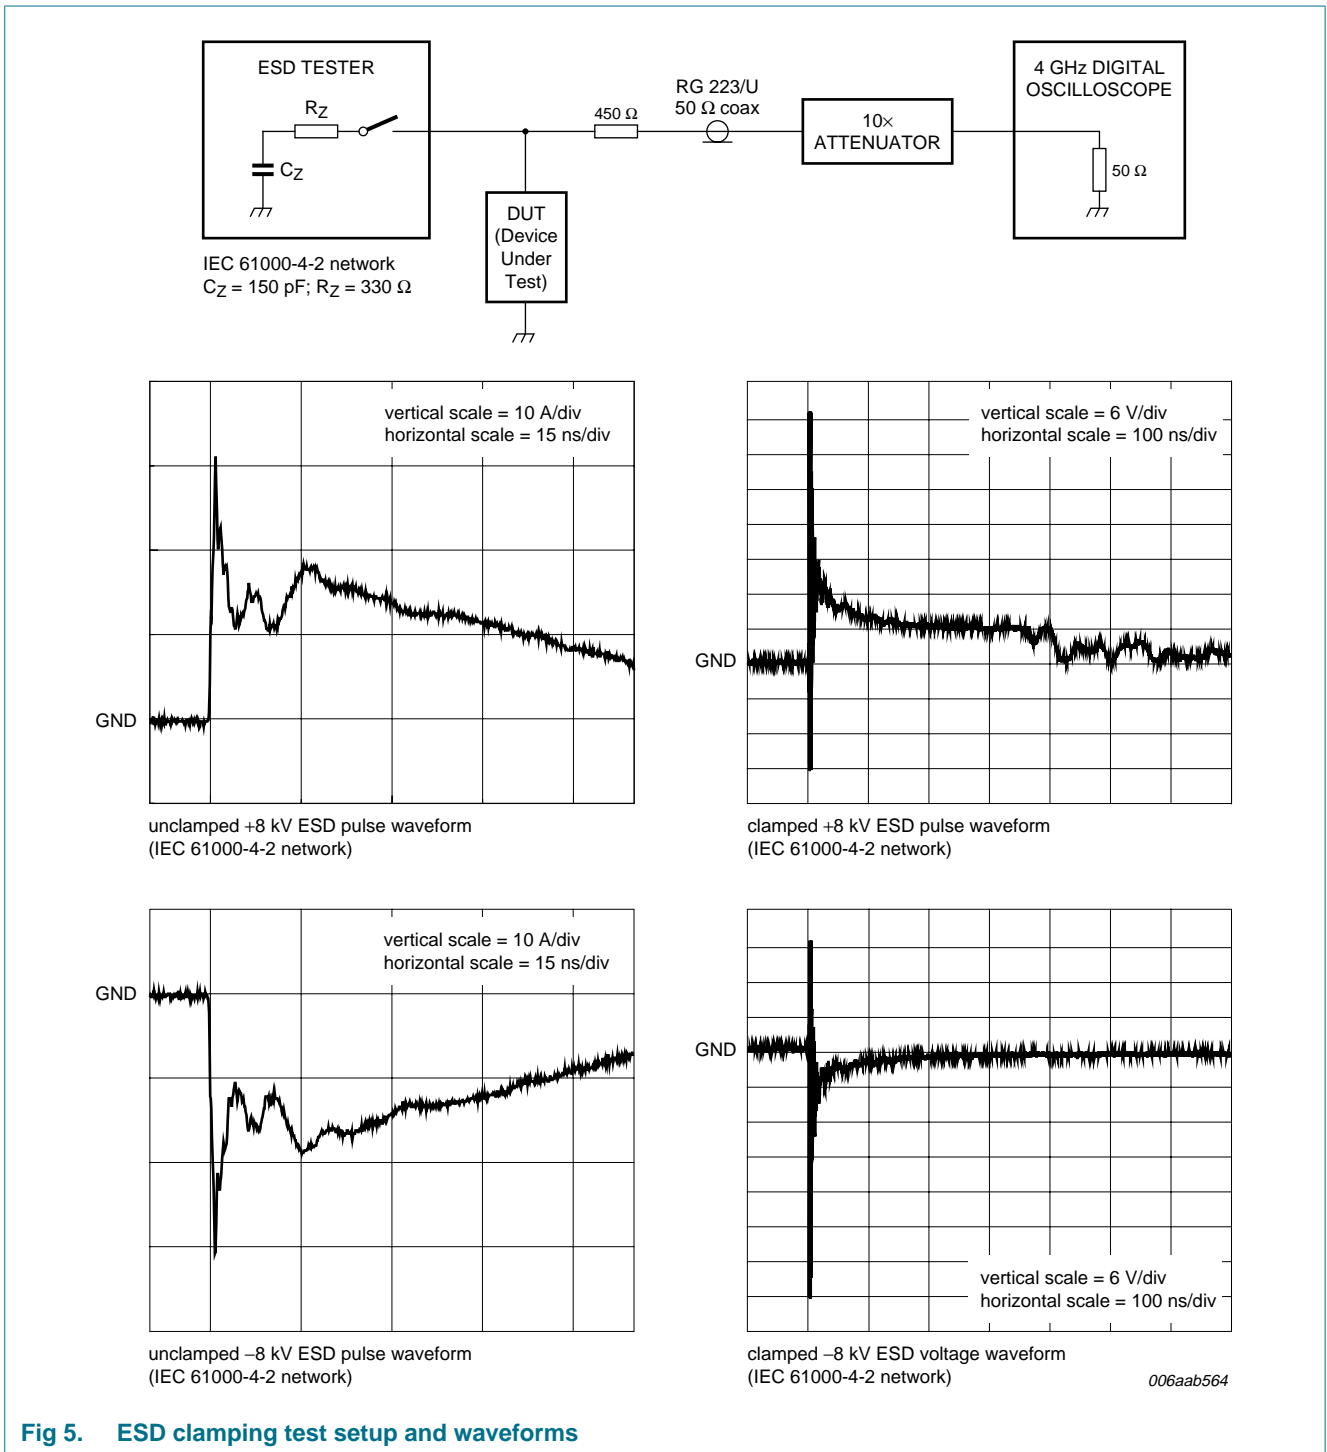 ESD TESTER
RZ
CZ
IEC 61000-4-2 network
CZ = 150 pF; RZ = 330 Ω
DUT
(Device
Under
Test)
450 Ω
RG 223/U
50 Ω coax
10×
ATTENUATOR
4 GHz DIGITAL
OSCILLOSCOPE
50 Ω
vertical scale = 10 A/div
horizontal scale = 15 ns/div
GND
unclamped +8 kV ESD pulse waveform
(IEC 61000-4-2 network)
vertical scale = 6 V/div
horizontal scale = 100 ns/div
GND
clamped +8 kV ESD pulse waveform
(IEC 61000-4-2 network)
vertical scale = 10 A/div
horizontal scale = 15 ns/div
GND
unclamped −8 kV ESD pulse waveform
(IEC 61000-4-2 network)
GND
vertical scale = 6 V/div
horizontal scale = 100 ns/div
clamped −8 kV ESD voltage waveform
(IEC 61000-4-2 network)
006aab564
Fig 5. ESD clamping test setup and waveforms